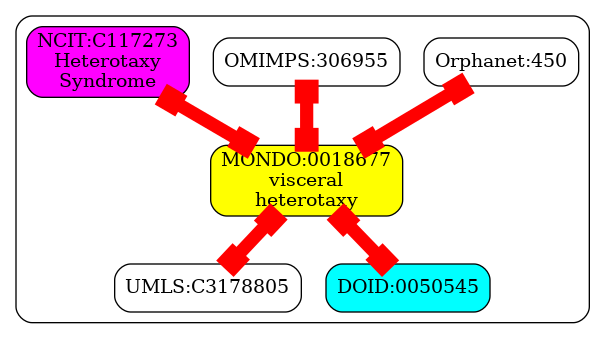 NCIT:C117273
Heterotaxy
Syndrome
OMIMPS:306955
Orphanet:450
MONDO:0018677
visceral
heterotaxy
UMLS:C3178805
DOID:0050545